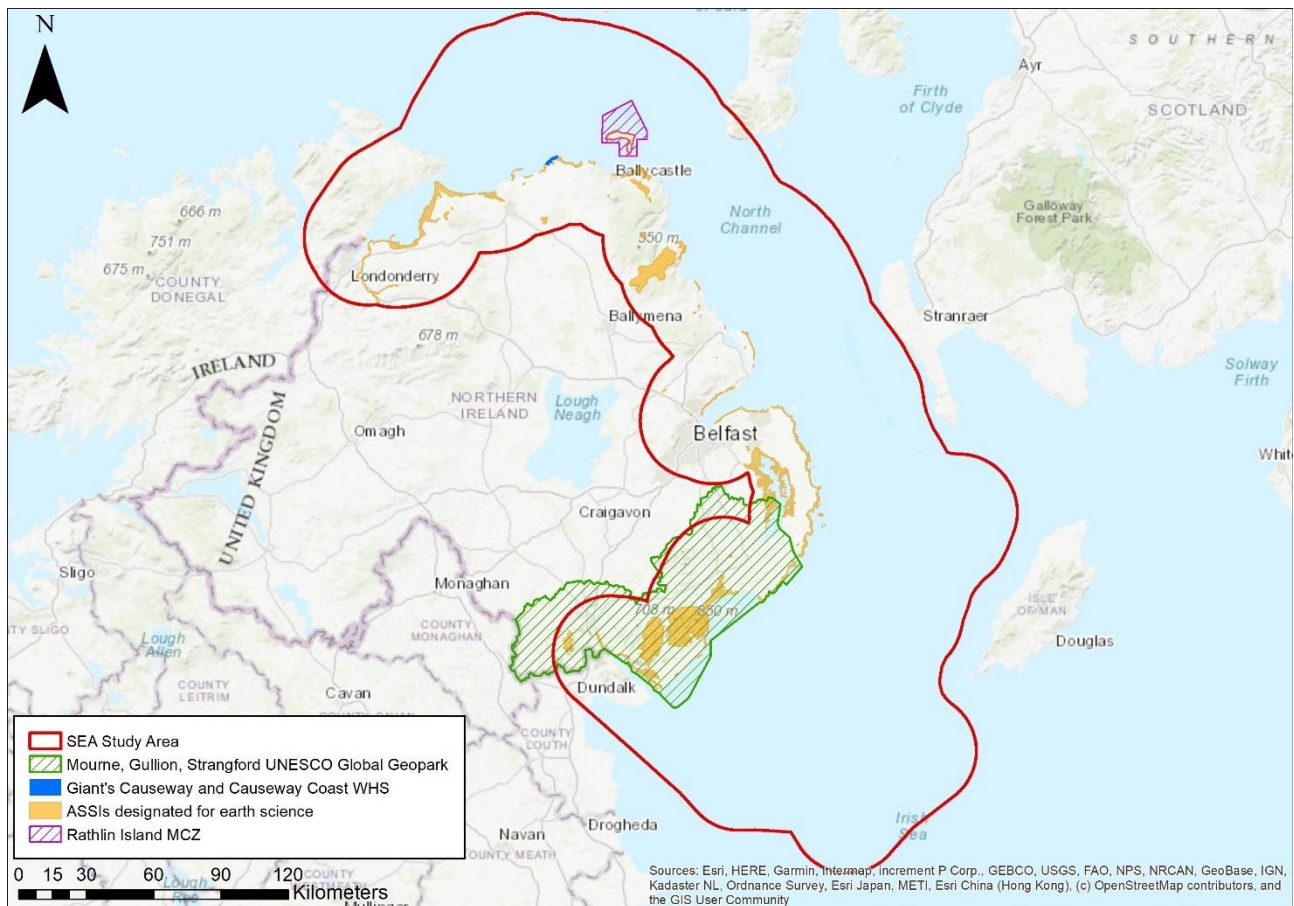 N
SOUTHERN
Ayr
Firth
of Clyde
SCOTLAND
Ballycastle
666 m
751 m
675 m
COUNTY
DONEGAL
North
Channel
Galloway
Forest Park
550 m
Londonderry
Ballymena
Stranraer
678 m
IRELAND
UNITED KINGDOM
Solway
Firth
NORTHERN
IRELAND
Lough
Neagh
Omagh
Belfast
Whit
Craigavon
Sligo
Monaghan
ISLE
OF MAN
708 m
850 m
COUNTY
MONAGHAN
Douglas
NTY SLIGO
Lough
Allen
COUNTY
LEITRIM
Cavan
Dundalk
COUNTY
LOUTH
SEA Study Area
Mourne, Gullion, Strangford UNESCO Global Geopark
Giant's Causeway and Causeway Coast WHS
ASSIs designated for earth science
Rathlin Island MCZ
Irish
Sea
Drogheda
Navan
COUNTY MEATH
0 15 30 60 90 120
Kilometers
Lough
Mullingar
Sources: Esri, HERE, Garmin, Intermap, increment P Corp., GEBCO, USGS, FAO, NPS, NRCAN, GeoBase, IGN,
Kadaster NL, Ordnance Survey, Esri Japan, METI, Esri China (Hong Kong), (c) OpenStreetMap contributors, and
the GIS User Community